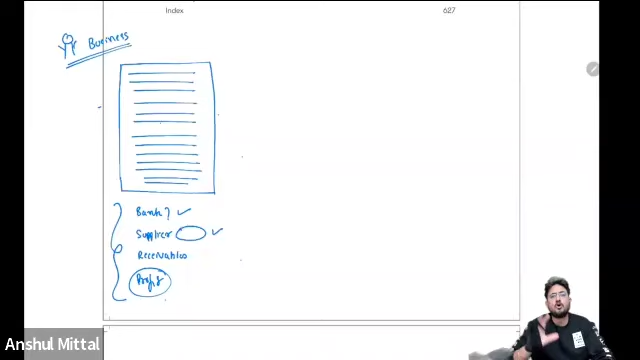 Index 627
Business
Bank? ✓
Supplier ✓
Receivables
Profit
Anshul Mittal